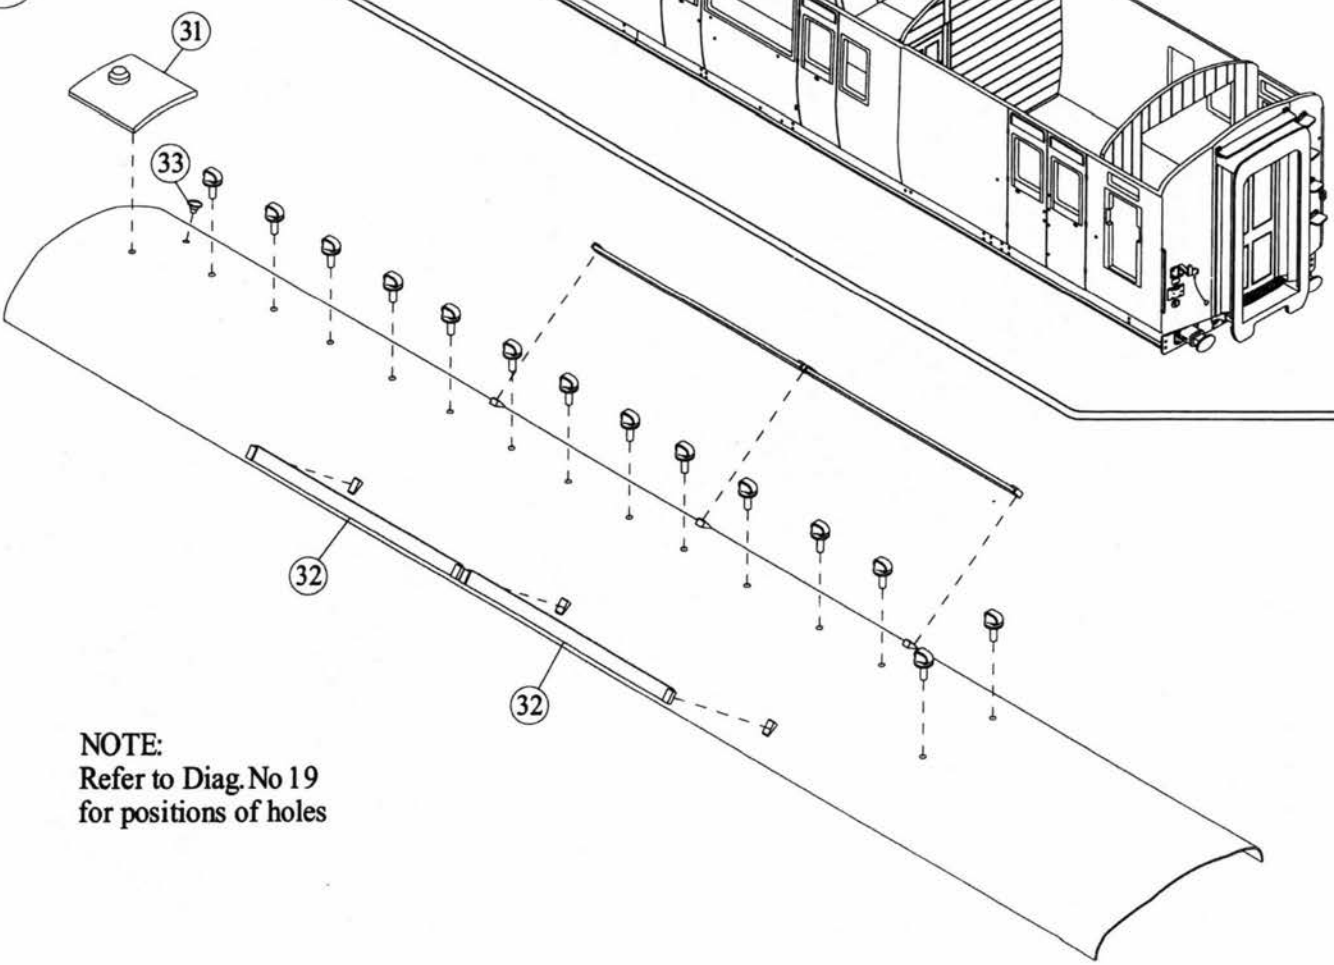 31
33
32
32
NOTE:
Refer to Diag. No 19
for positions of holes